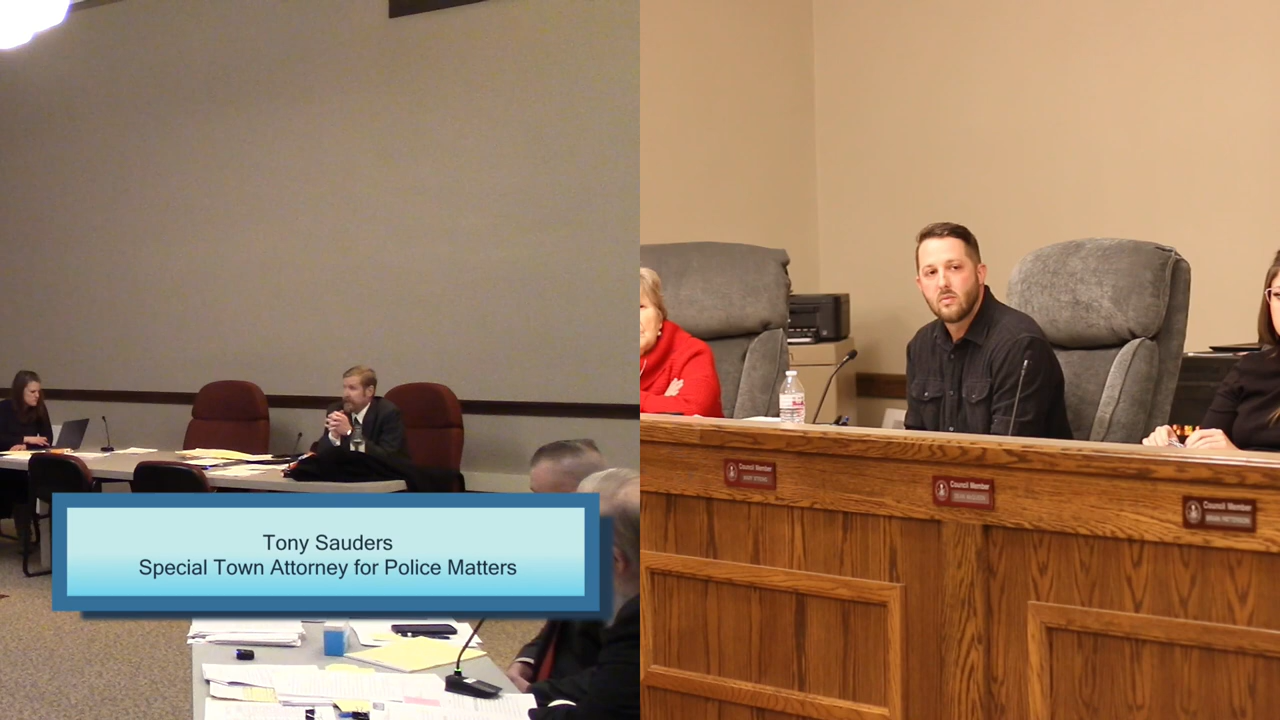 Tony Sauders
Special Town Attorney for Police Matters
Council Member
Council Member
Council Member